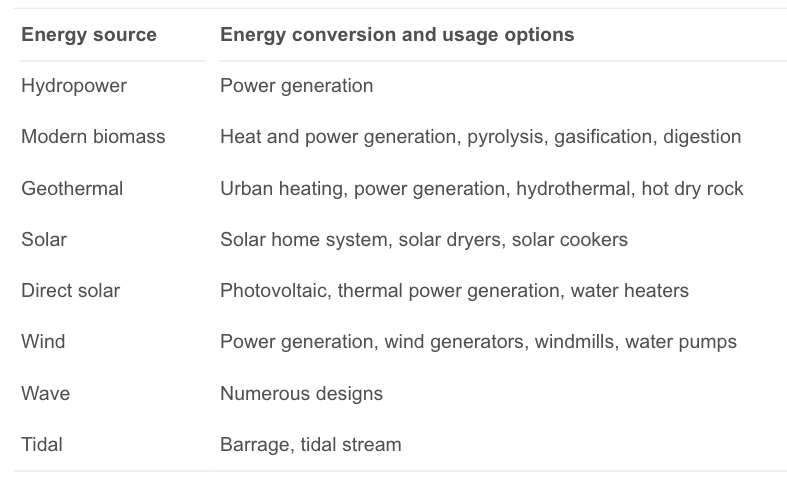 Energy source Energy conversion and usage options
Hydropower Power generation
Modern biomass Heat and power generation, pyrolysis, gasification, digestion
Geothermal Urban heating, power generation, hydrothermal, hot dry rock
Solar Solar home system, solar dryers, solar cookers
Direct solar Photovoltaic, thermal power generation, water heaters
Wind Power generation, wind generators, windmills, water pumps
Wave Numerous designs
Tidal Barrage, tidal stream